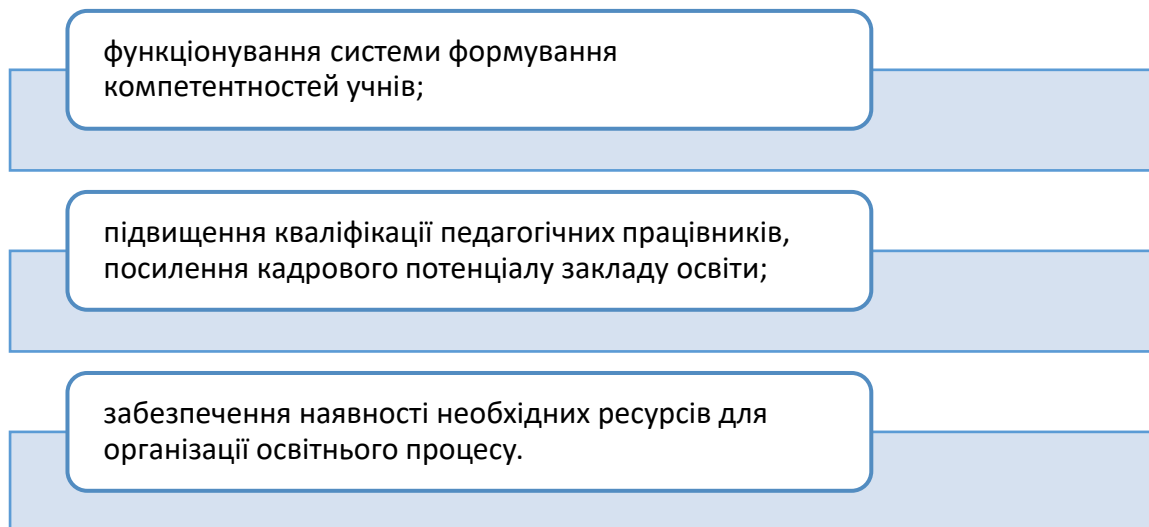 функціонування системи формування
компетентностей учнів;
підвищення кваліфікації педагогічних працівників,
посилення кадрового потенціалу закладу освіти;
забезпечення наявності необхідних ресурсів для
організації освітнього процесу.